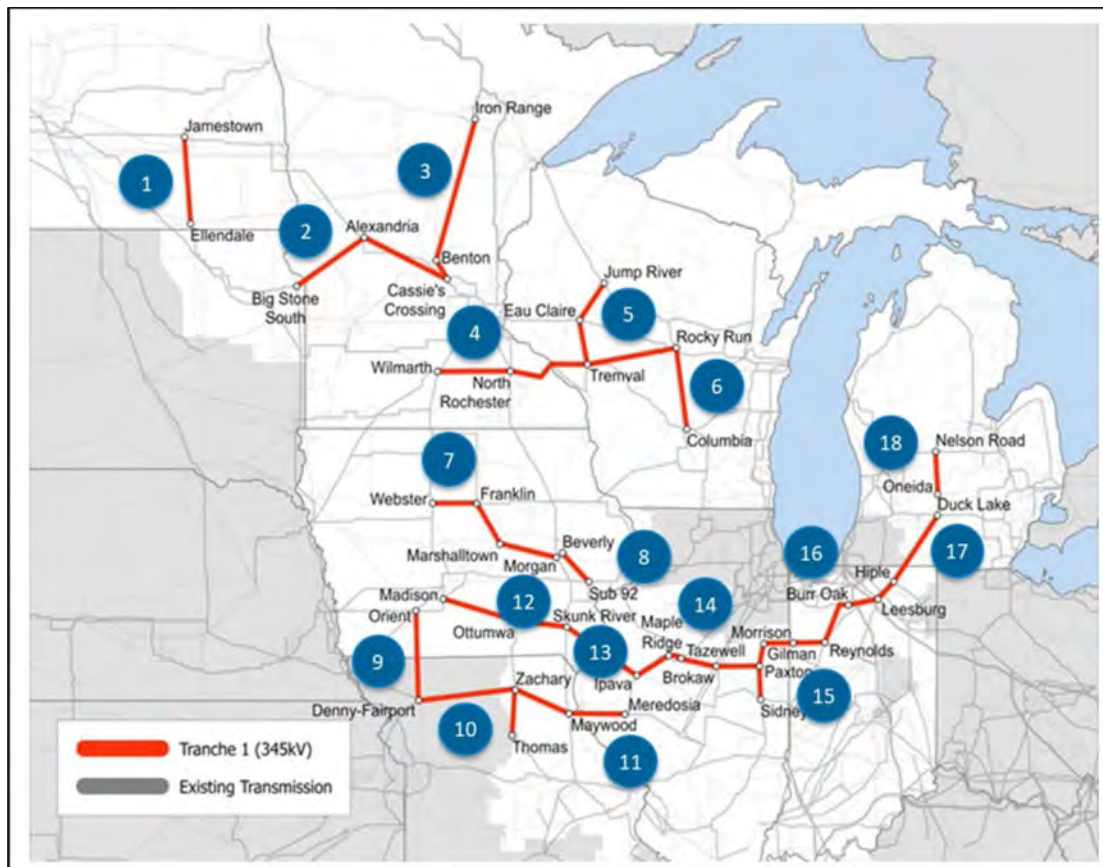 Iron Range
Jamestown
3
1
Alexandria
2
Ellendale
Benton
Jump River
Big Stone
South
Cassie's
Crossing
Eau Claire
5
Rocky Run
4
Wilmarth
North
Rochester
Tremval
6
Columbia
18
Nelson Road
7
Oneida
Webster
Franklin
Duck Lake
Marshalltown
Morgan
Beverly
8
16
17
Hiple
Sub 92
Burr Oak
Leesburg
Madison
Orient
12
14
Ottumwa
Skunk River
Maple
Ridge
Morrison
Tazewell
Gilman
Reynolds
9
13
Zachary
Ipava
Brokaw
Paxton
15
Denny-Fairport
Meredosia
Sidney
10
Maywood
Thomas
11
Tranche 1 (345kV)
Existing Transmission